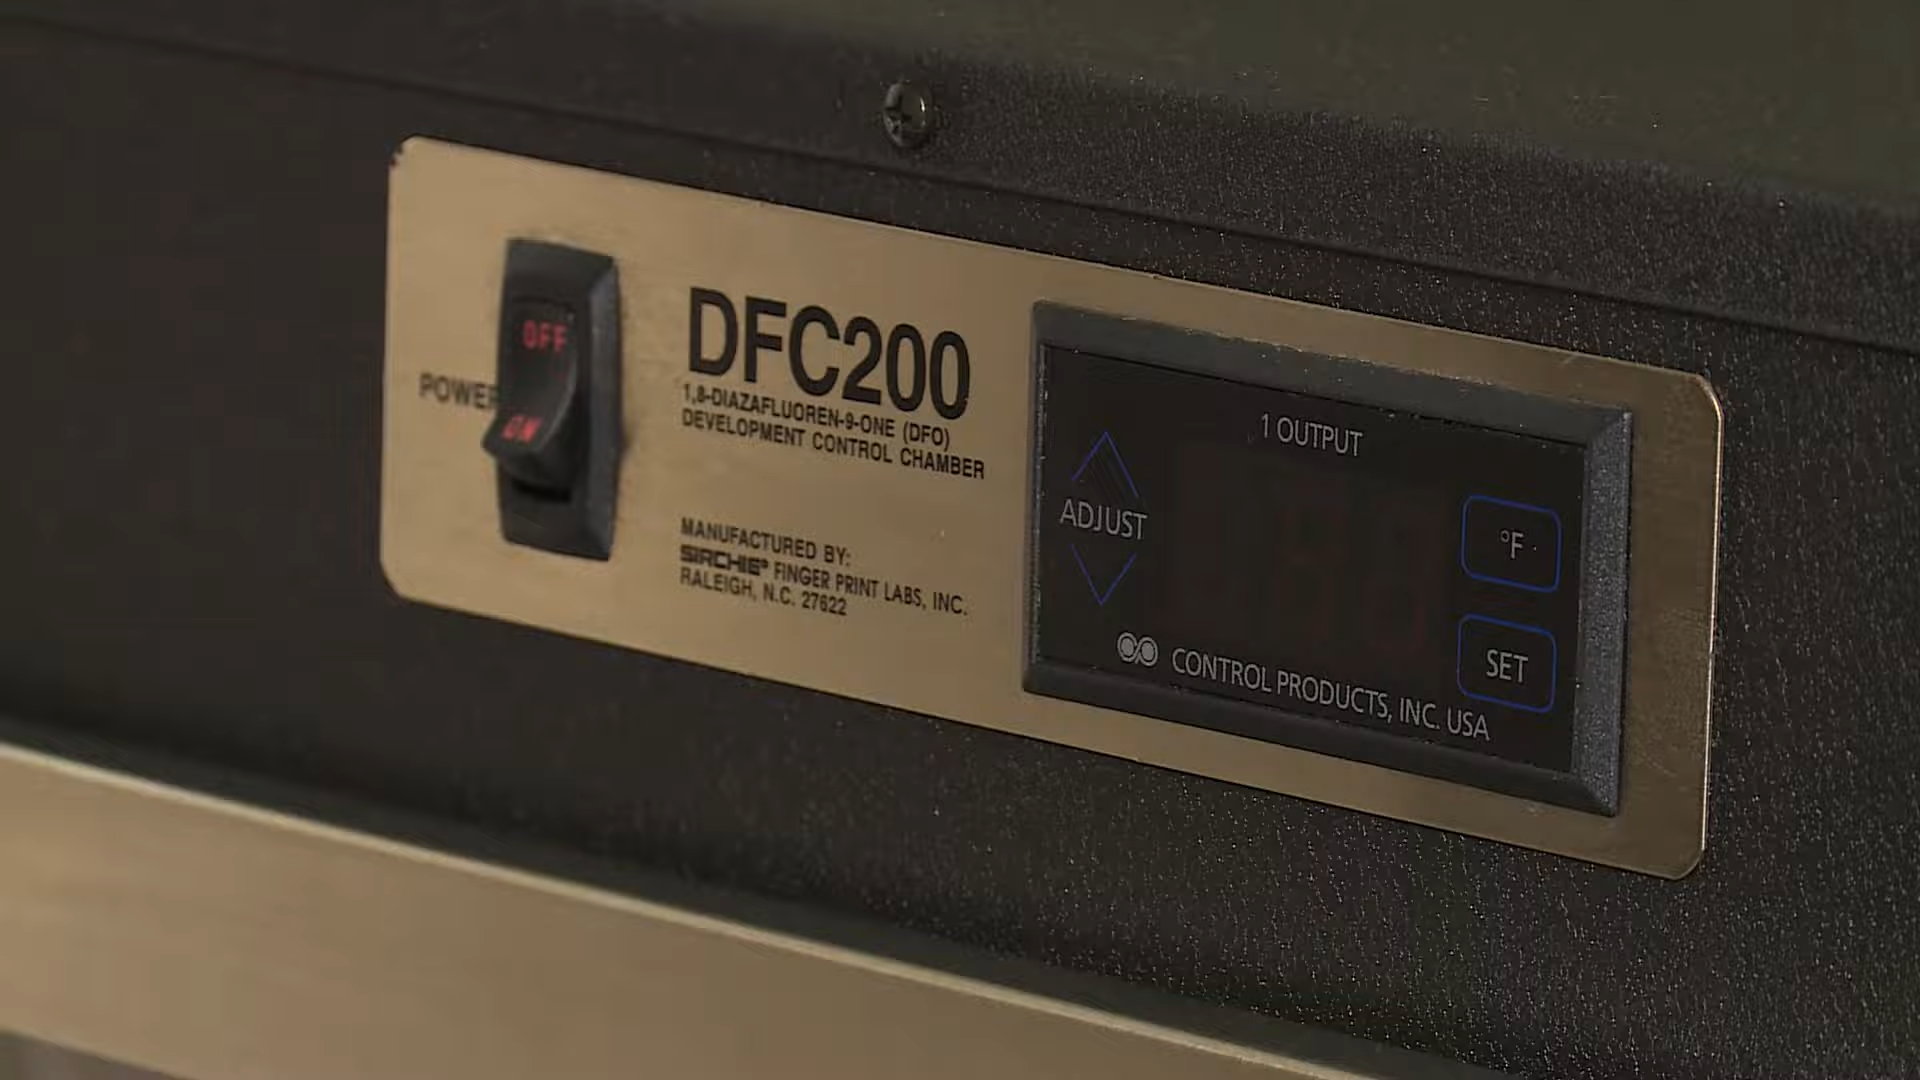 POWER
OFF
ON
DFC200
1,8-DIAZAFLUOREN-9-ONE (DFO)
DEVELOPMENT CONTROL CHAMBER
MANUFACTURED BY:
SIRCHIE® FINGER PRINT LABS, INC.
RALEIGH, N.C. 27622
1 OUTPUT
ADJUST
°F
SET
CONTROL PRODUCTS, INC. USA